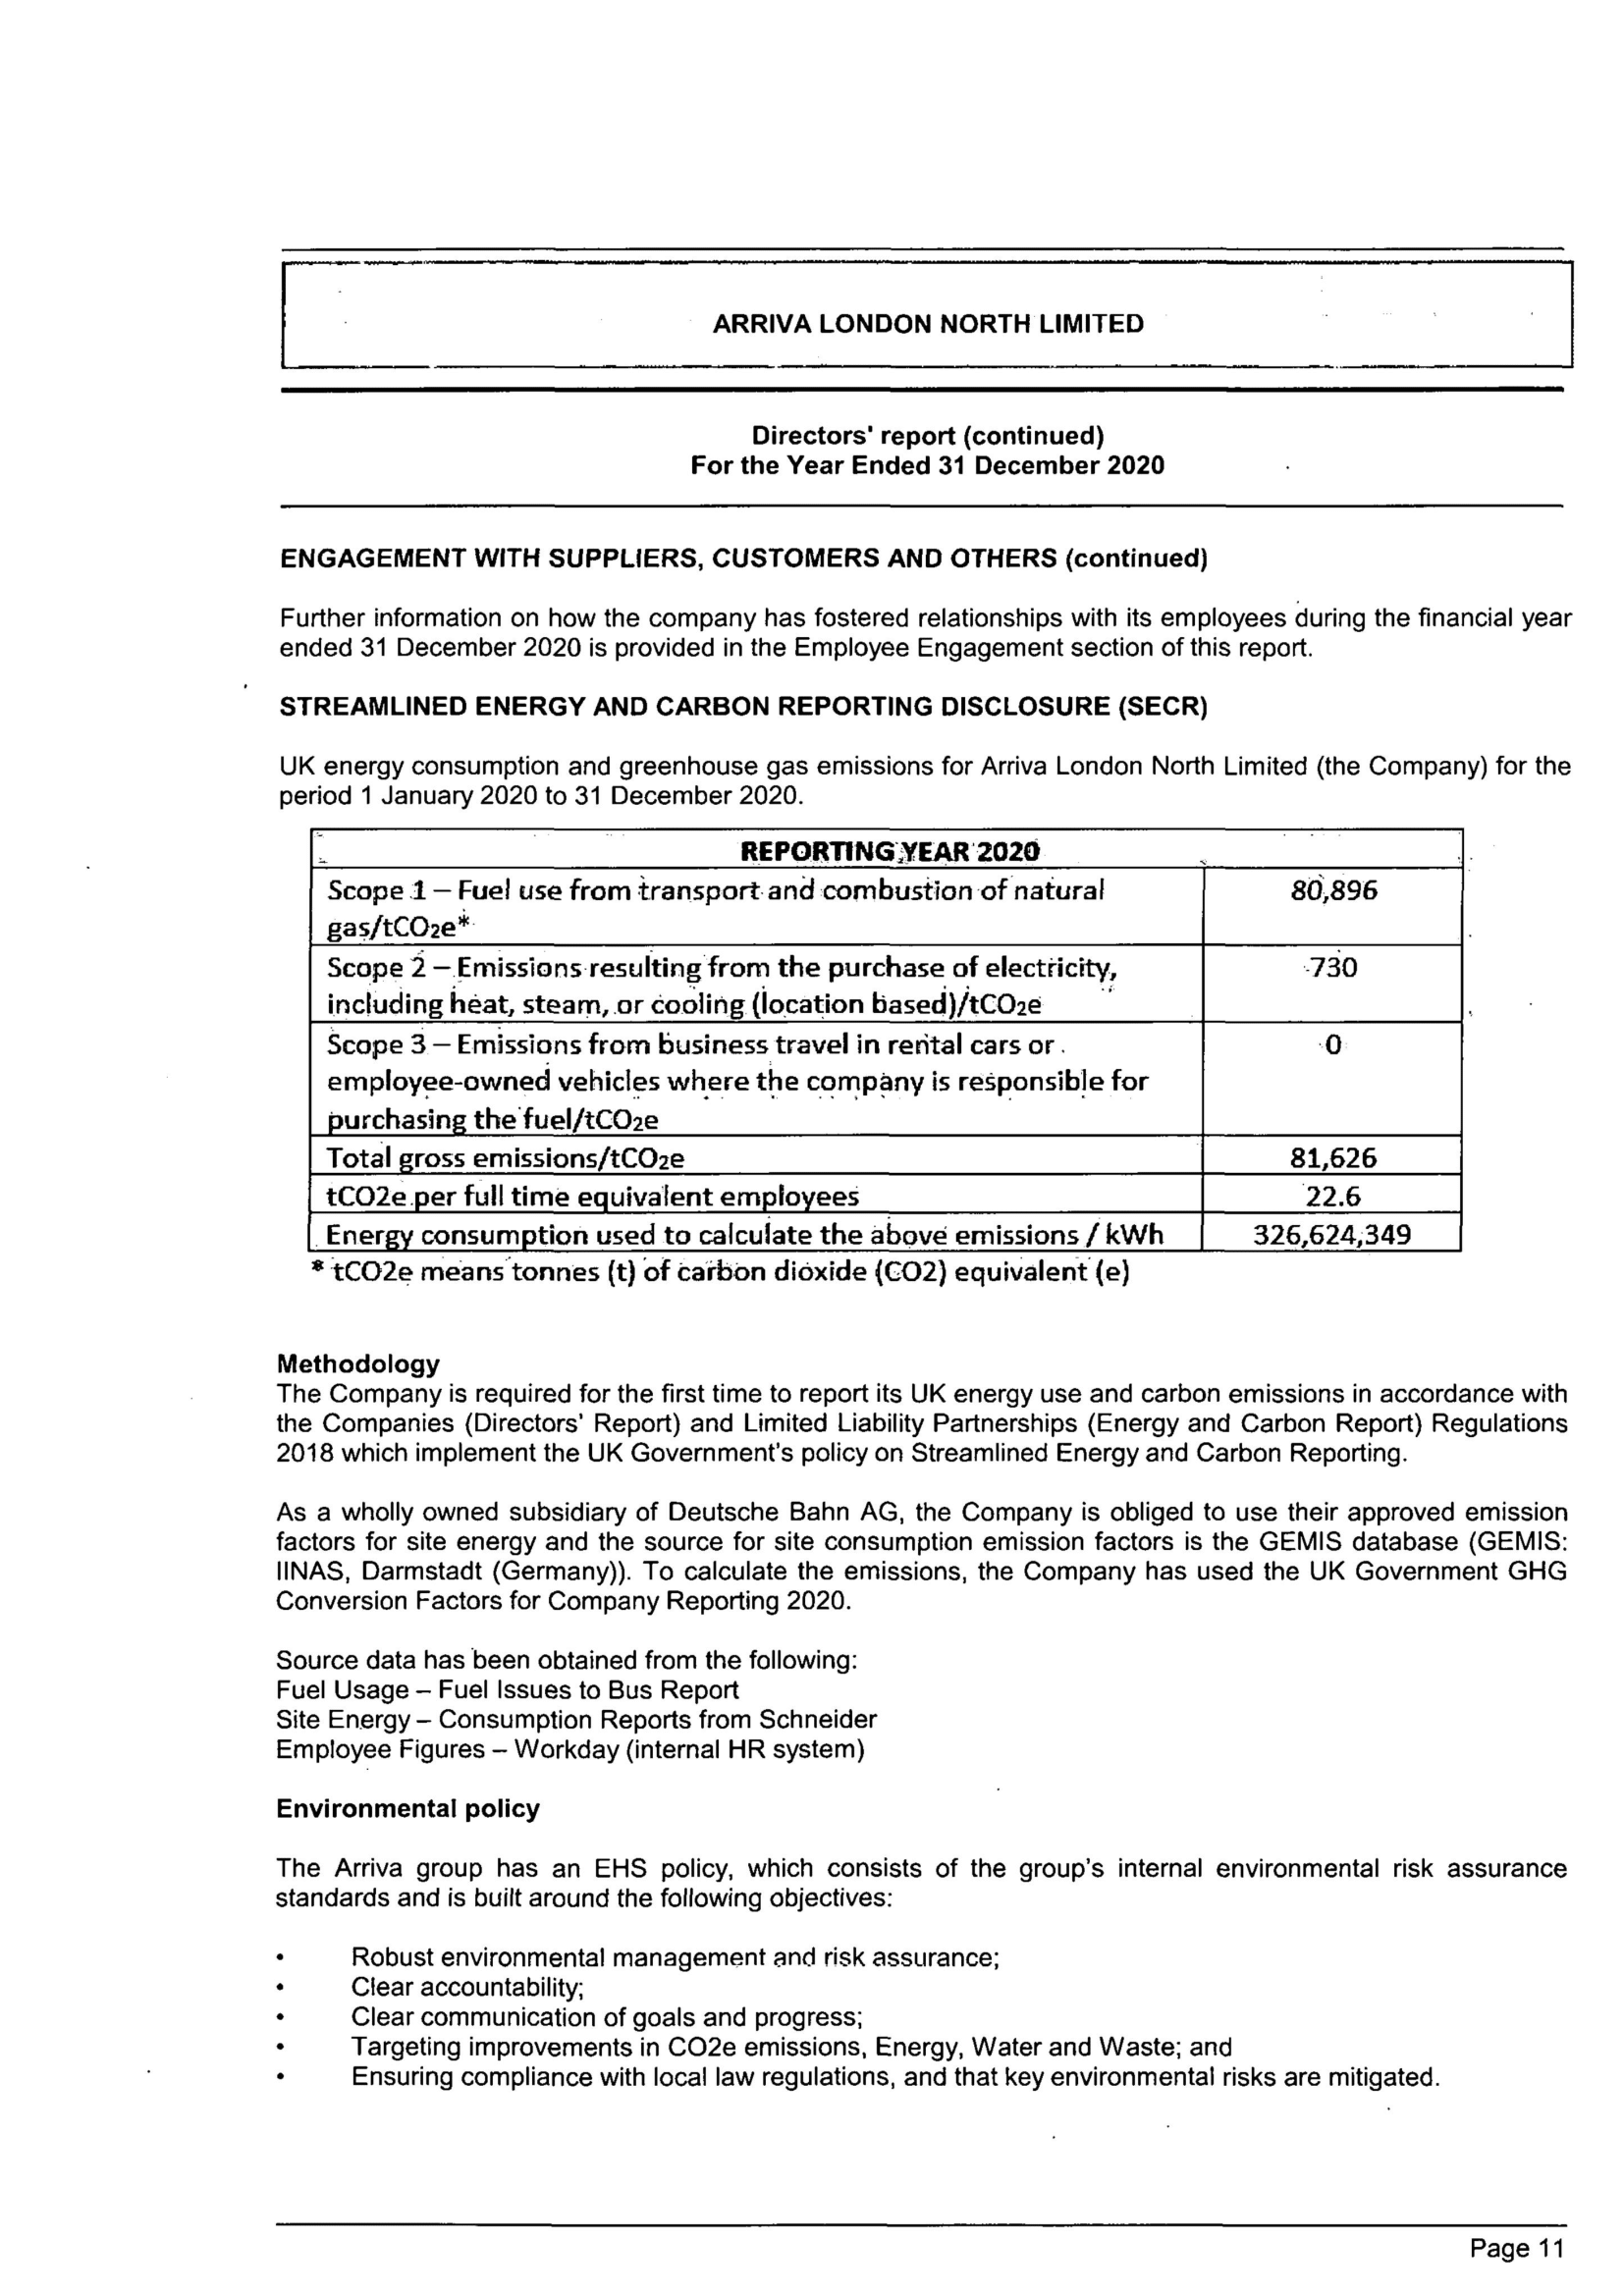 ARRIVA LONDON NORTH LIMITED
Directors' report (continued)
For the Year Ended 31 December 2020
ENGAGEMENT WITH SUPPLIERS, CUSTOMERS AND OTHERS (continued)
Further information on how the company has fostered relationships with its employees during the financial year
ended 31 December 2020 is provided in the Employee Engagement section of this report.
STREAMLINED ENERGY AND CARBON REPORTING DISCLOSURE (SECR)
UK energy consumption and greenhouse gas emissions for Arriva London North Limited (the Company) for the
period 1 January 2020 to 31 December 2020.
REPORTING YEAR 2020
Scope 1 – Fuel use from transport and combustion of natural 80,896
gas/tCO2e*
Scope 2 – Emissions resulting from the purchase of electricity, 730
including heat, steam, or cooling (location based)/tCO2e
Scope 3 – Emissions from business travel in rental cars or 0
employee-owned vehicles where the company is responsible for
purchasing the fuel/tCO2e
Total gross emissions/tCO2e 81,626
tCO2e per full time equivalent employees 22.6
Energy consumption used to calculate the above emissions / kWh 326,624,349
* tCO2e means tonnes (t) of carbon dioxide (CO2) equivalent (e)
Methodology
The Company is required for the first time to report its UK energy use and carbon emissions in accordance with
the Companies (Directors' Report) and Limited Liability Partnerships (Energy and Carbon Report) Regulations
2018 which implement the UK Government's policy on Streamlined Energy and Carbon Reporting.
As a wholly owned subsidiary of Deutsche Bahn AG, the Company is obliged to use their approved emission
factors for site energy and the source for site consumption emission factors is the GEMIS database (GEMIS:
IINAS, Darmstadt (Germany)). To calculate the emissions, the Company has used the UK Government GHG
Conversion Factors for Company Reporting 2020.
Source data has been obtained from the following:
Fuel Usage – Fuel Issues to Bus Report
Site Energy – Consumption Reports from Schneider
Employee Figures – Workday (internal HR system)
Environmental policy
The Arriva group has an EHS policy, which consists of the group's internal environmental risk assurance
standards and is built around the following objectives:
• Robust environmental management and risk assurance;
• Clear accountability;
• Clear communication of goals and progress;
• Targeting improvements in CO2e emissions, Energy, Water and Waste; and
• Ensuring compliance with local law regulations, and that key environmental risks are mitigated.
Page 11